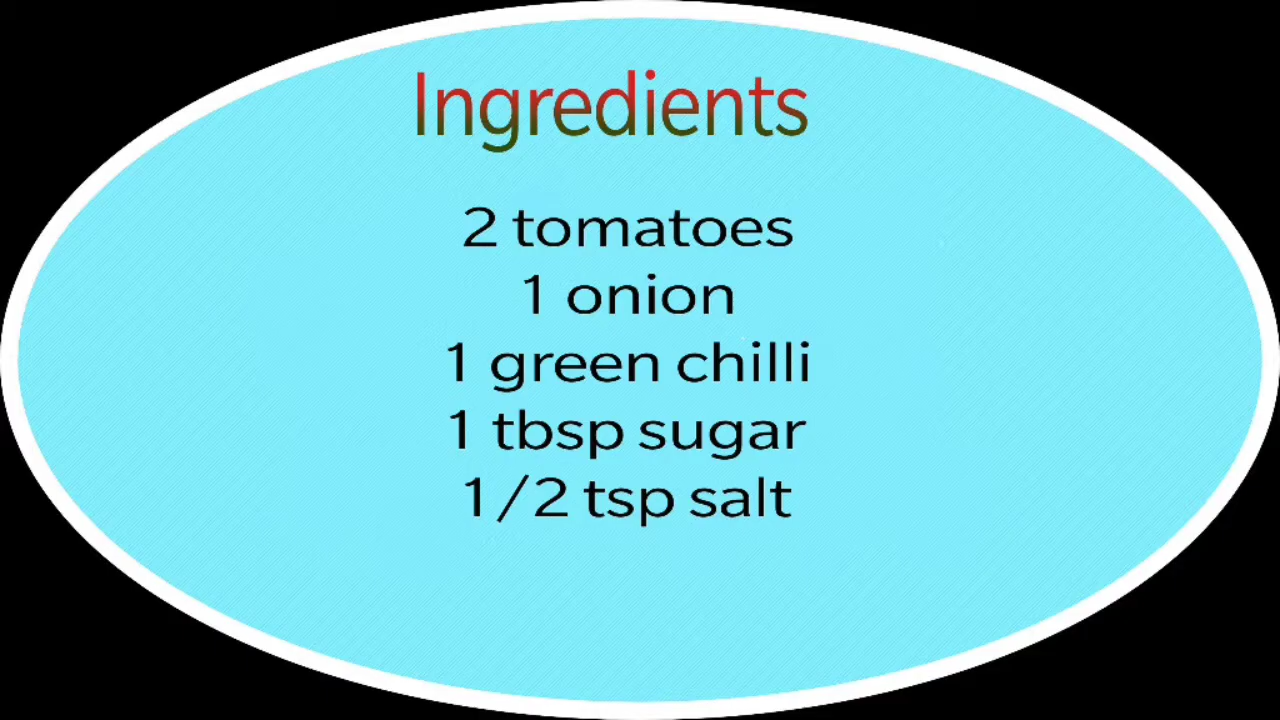 Ingredients
2 tomatoes
1 onion
1 green chilli
1 tbsp sugar
1/2 tsp salt